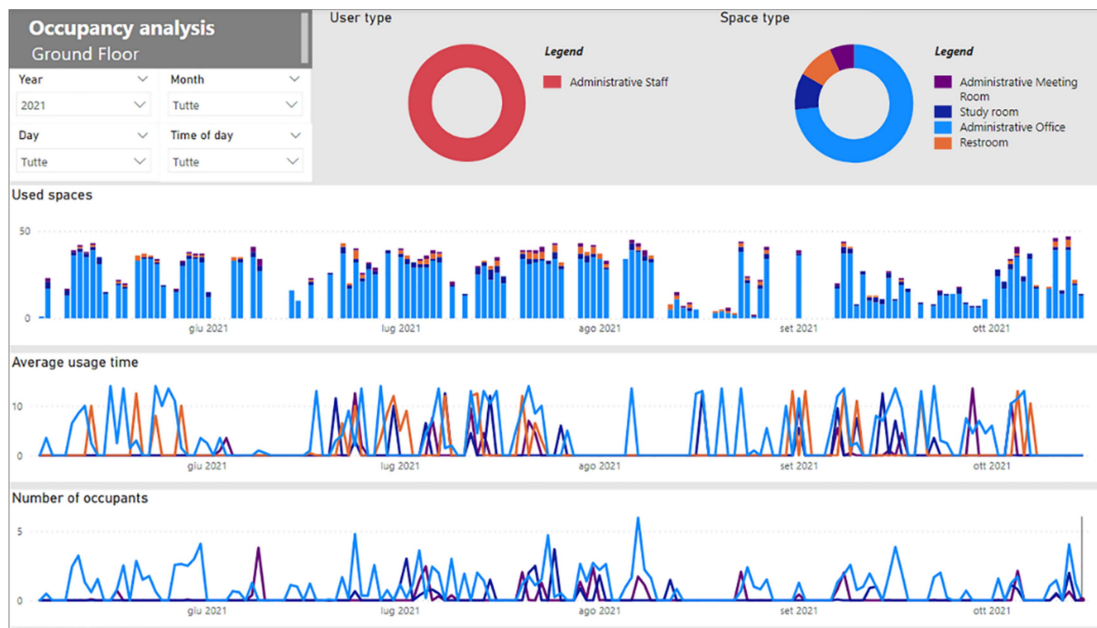 Occupancy analysis
Ground Floor
Year
Month
2021
Tutte
Day
Time of day
Tutte
Tutte
User type
Legend
Administrative Staff
Space type
Legend
Administrative Meeting
Room
Study room
Administrative Office
Restroom
Used spaces
50
0
giu 2021
lug 2021
ago 2021
set 2021
ott 2021
Average usage time
10
0
giu 2021
lug 2021
ago 2021
set 2021
ott 2021
Number of occupants
5
0
giu 2021
lug 2021
ago 2021
set 2021
ott 2021